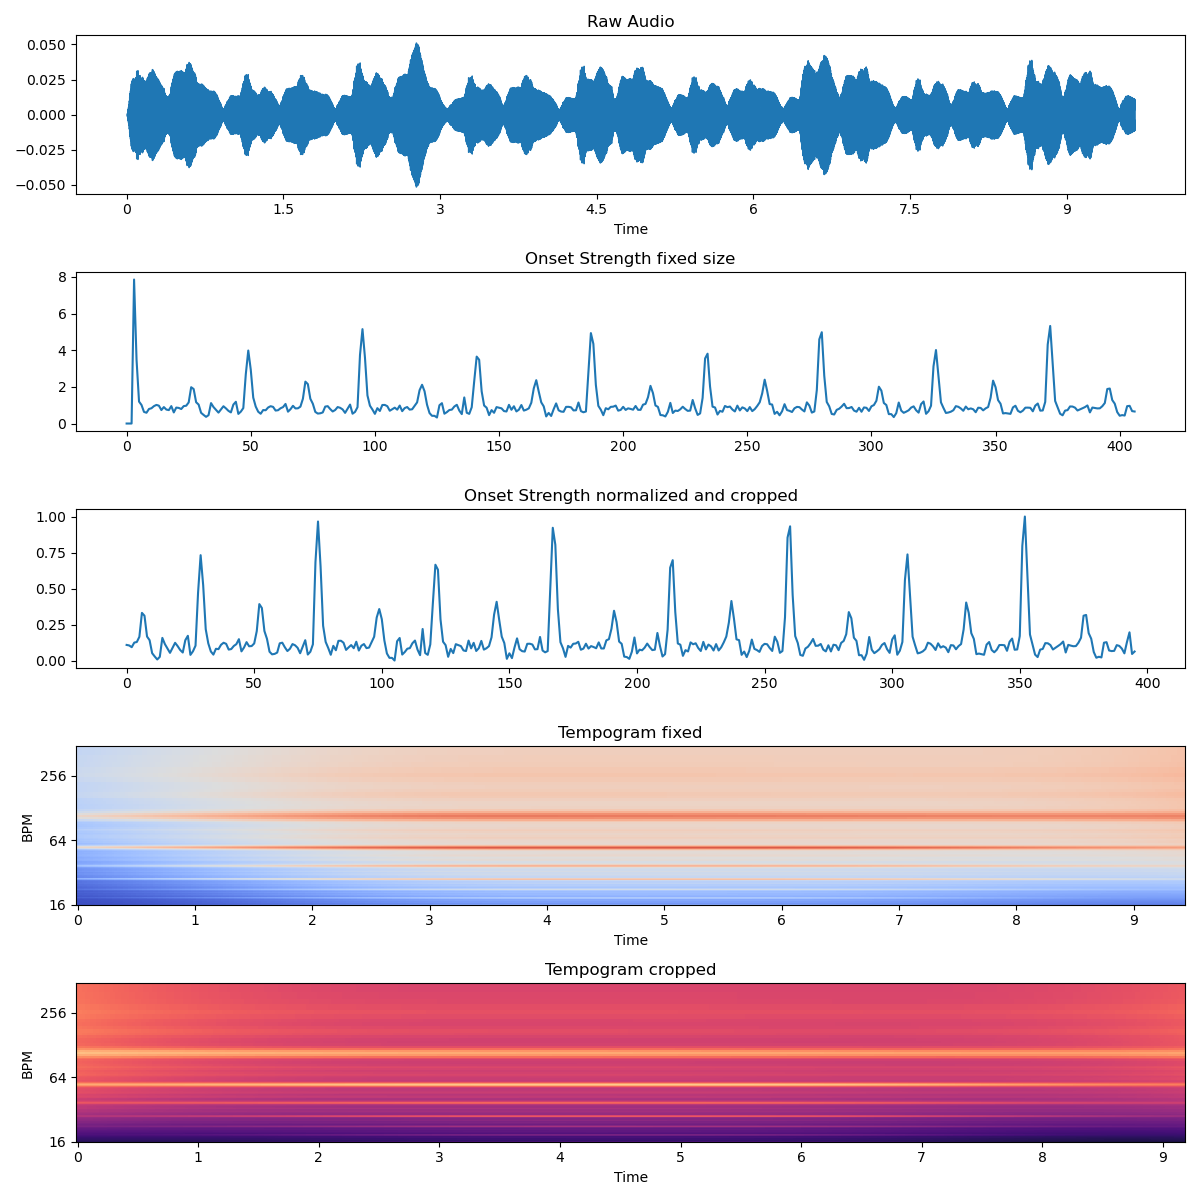 Raw Audio
0.050
0.025
0.000
−0.025
−0.050
0 1.5 3 4.5 6 7.5 9
Time
Onset Strength fixed size
8
6
4
2
0
0 50 100 150 200 250 300 350 400
Onset Strength normalized and cropped
1.00
0.75
0.50
0.25
0.00
0 50 100 150 200 250 300 350 400
Tempogram fixed
256
64
16
BPM
0 1 2 3 4 5 6 7 8 9
Time
Tempogram cropped
256
64
16
BPM
0 1 2 3 4 5 6 7 8 9
Time